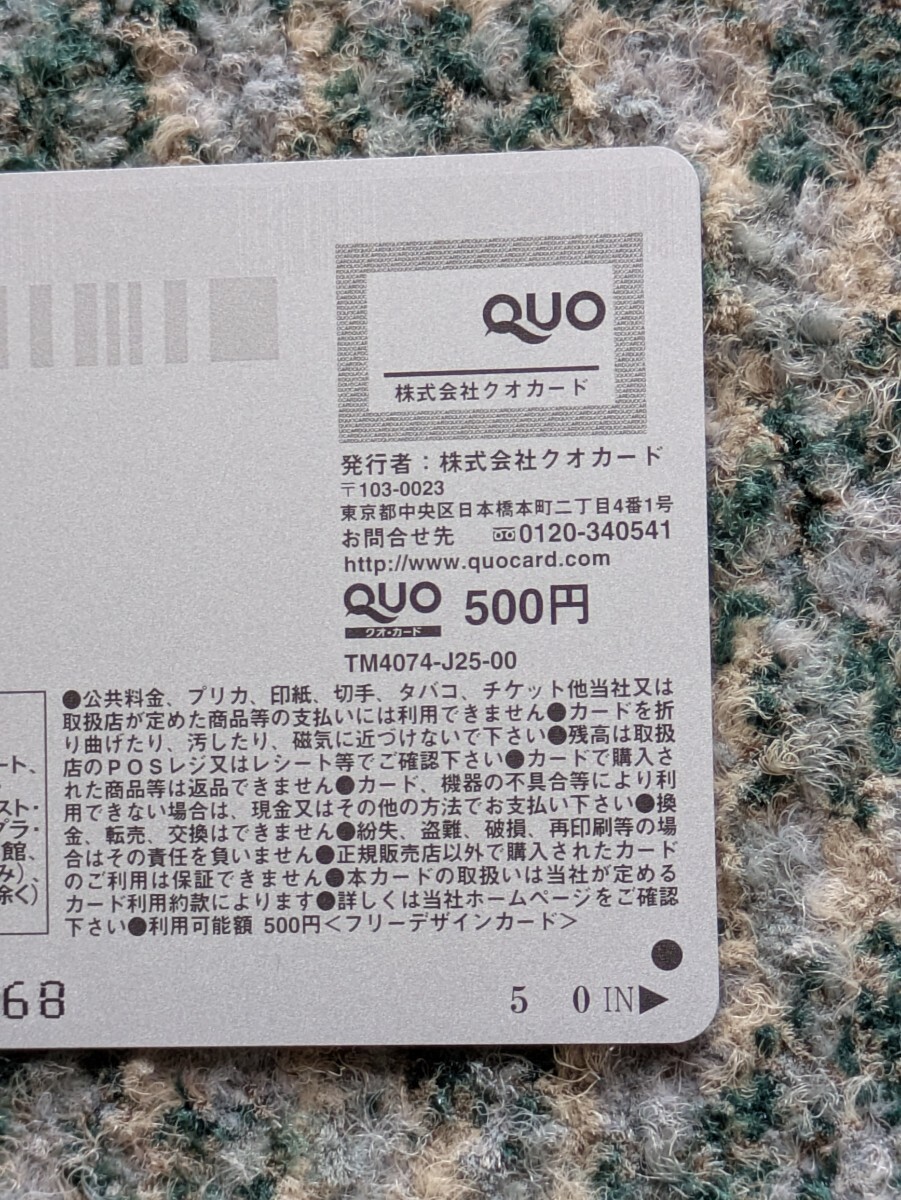 QUO
株式会社クオカード
発行者：株式会社クオカード
〒103-0023
東京都中央区日本橋本町二丁目4番1号
お問合せ先 0120-340541
http://www.quocard.com
QUO 500円
クオ・カード
TM4074-J25-00
●公共料金、プリカ、印紙、切手、タバコ、チケット他当社又は
取扱店が定めた商品等の支払いには利用できません●カードを折
り曲げたり、汚したり、磁気に近づけないで下さい●残高は取扱
店のPOSレジ又はレシート等でご確認下さい●カードで購入さ
れた商品等は返品できません●カード、機器の不具合等により利
用できない場合は、現金又はその他の方法でお支払い下さい●換
金、転売、交換はできません●紛失、盗難、破損、再印刷等の場
合はその責任を負いません●正規販売店以外で購入されたカード
のご利用は保証できません●本カードの取扱いは当社が定める
カード利用約款によります●詳しくは当社ホームページをご確認
下さい●利用可能額 500円＜フリーデザインカード＞
ート、
スト・
グラ・
館、
み)、
除く)
68
5 0 IN▶